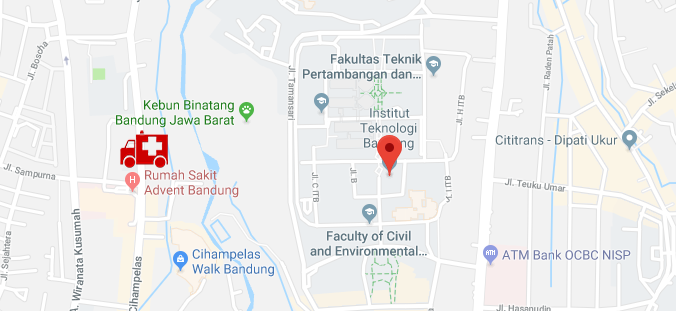 Jl. Boscha
Jl. Tamansari
Fakultas Teknik
Pertambangan dan...
Jl. Raden Patah
Jl. Sekel
Kebun Binatang
Bandung Jawa Barat
Institut
Teknologi
Bandung
Jl. H ITB
Cititrans - Dipati Ukur
Jl. Sampurna
H
Rumah Sakit
Advent Bandung
Jl. C ITB
Jl. B
Jl. I ITB
Jl. Teuku Umar
Jl. Sejahtera
A. Wiranata Kusumah
Cihampelas
Cihampelas
Walk Bandung
Faculty of Civil
and Environmental...
ATM
ATM Bank OCBC NISP
Jl. Hasanudin